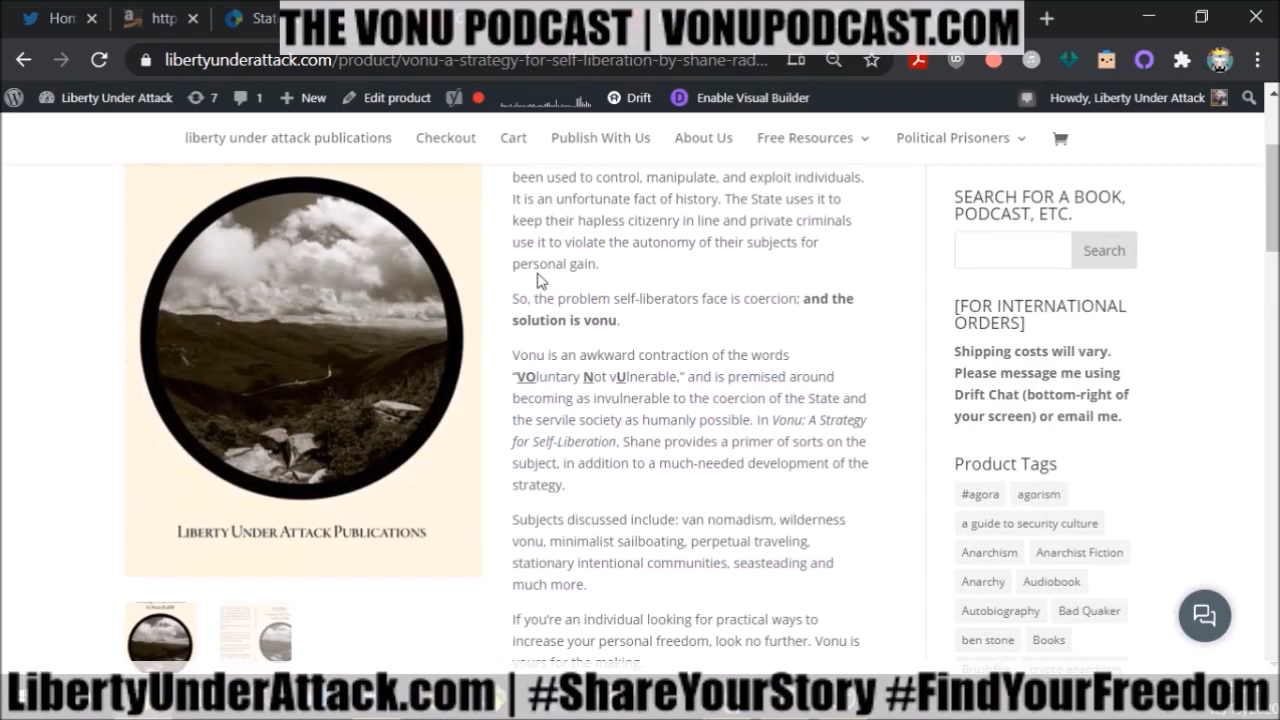 THE VONU PODCAST | VONUPODCAST.COM
Hon
http
Stat
libertyunderattack.com/product/vonu-a-strategy-for-self-liberation-by-shane-rad...
Liberty Under Attack
7
1
New
Edit product
Drift
Enable Visual Builder
Howdy, Liberty Under Attack
liberty under attack publications
Checkout
Cart
Publish With Us
About Us
Free Resources
Political Prisoners
been used to control, manipulate, and exploit individuals.
It is an unfortunate fact of history. The State uses it to
keep their hapless citizenry in line and private criminals
use it to violate the autonomy of their subjects for
personal gain.
So, the problem self-liberators face is coercion; and the
solution is vonu.
Vonu is an awkward contraction of the words
“VOluntary Not vUlnerable,” and is premised around
becoming as invulnerable to the coercion of the State and
the servile society as humanly possible. In Vonu: A Strategy
for Self-Liberation, Shane provides a primer of sorts on the
subject, in addition to a much-needed development of the
strategy.
Subjects discussed include: van nomadism, wilderness
vonu, minimalist sailboating, perpetual traveling,
stationary intentional communities, seasteading and
much more.
If you’re an individual looking for practical ways to
increase your personal freedom, look no further. Vonu is
yours for the making.
LIBERTY UNDER ATTACK PUBLICATIONS
SEARCH FOR A BOOK,
PODCAST, ETC.
Search
[FOR INTERNATIONAL
ORDERS]
Shipping costs will vary.
Please message me using
Drift Chat (bottom-right of
your screen) or email me.
Product Tags
#agora
agorism
a guide to security culture
Anarchism
Anarchist Fiction
Anarchy
Audiobook
Autobiography
Bad Quaker
ben stone
Books
Brushfire
crypto-anarchism
LibertyUnderAttack.com | #ShareYourStory #FindYourFreedom